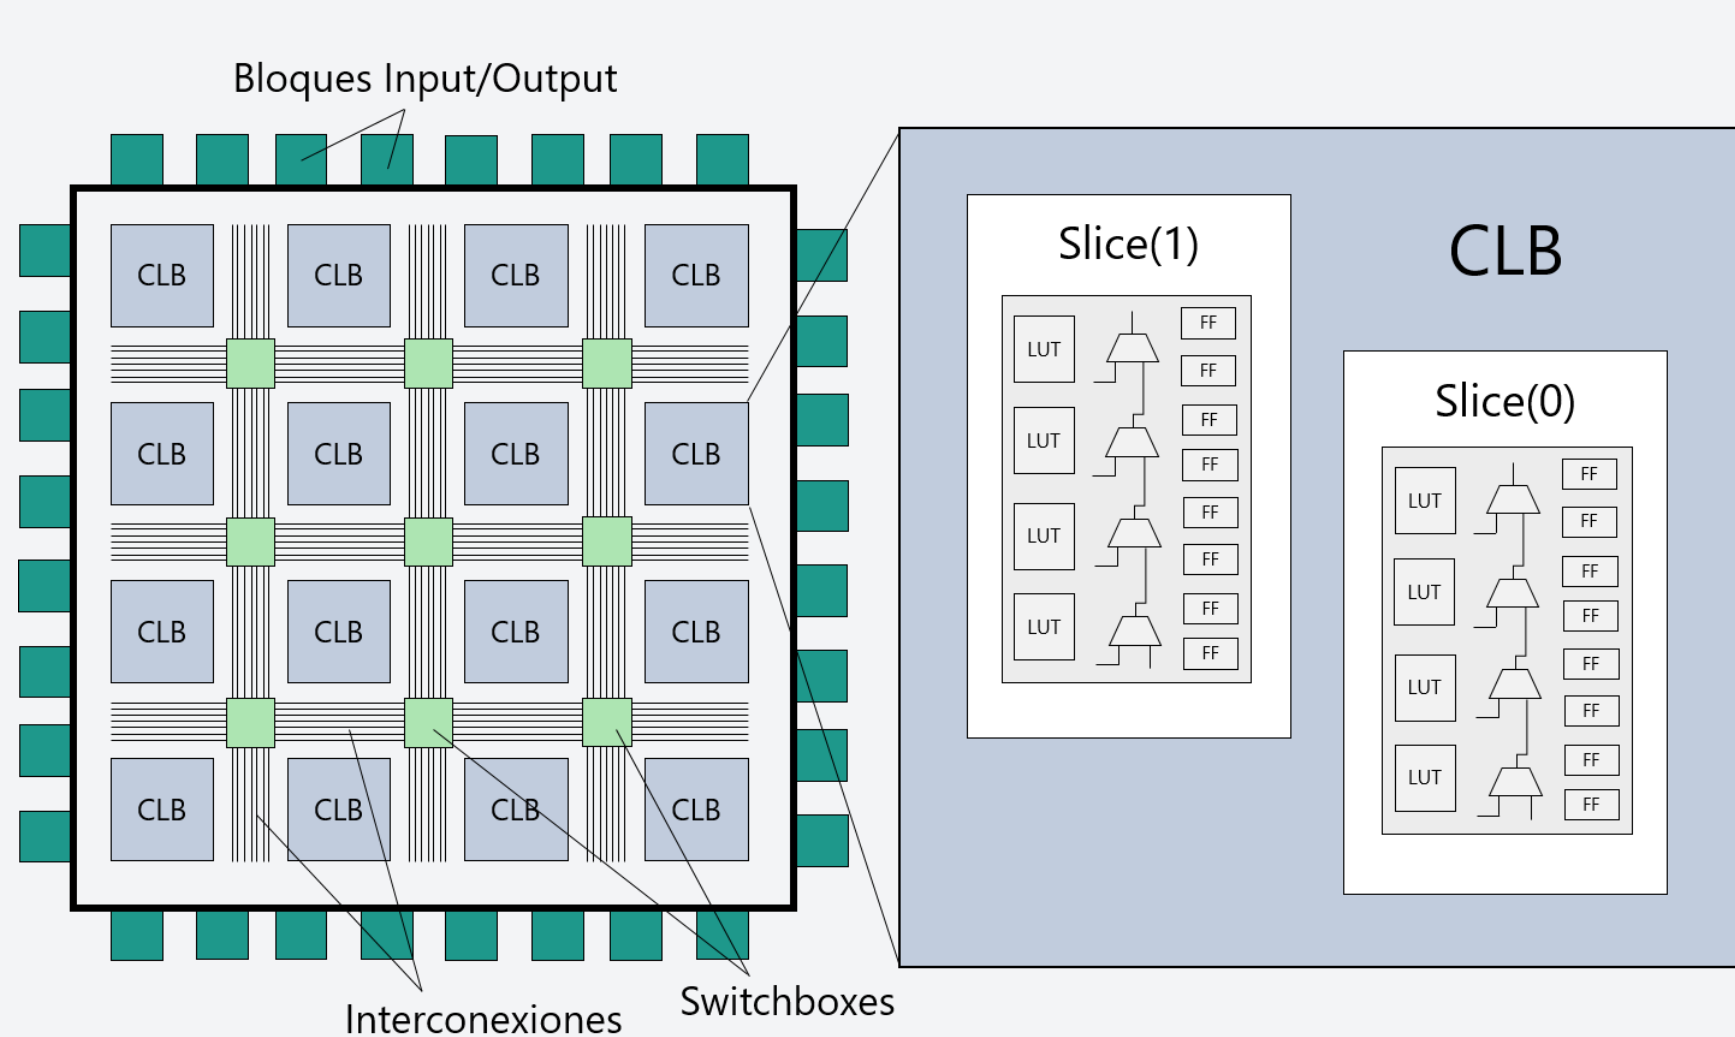 Bloques Input/Output
CLB CLB CLB CLB
CLB CLB CLB CLB
CLB CLB CLB CLB
CLB CLB CLB CLB
Interconexiones
Switchboxes
CLB
Slice(1)
LUT
LUT
LUT
LUT
FF
FF
FF
FF
FF
FF
FF
FF
Slice(0)
LUT
LUT
LUT
LUT
FF
FF
FF
FF
FF
FF
FF
FF